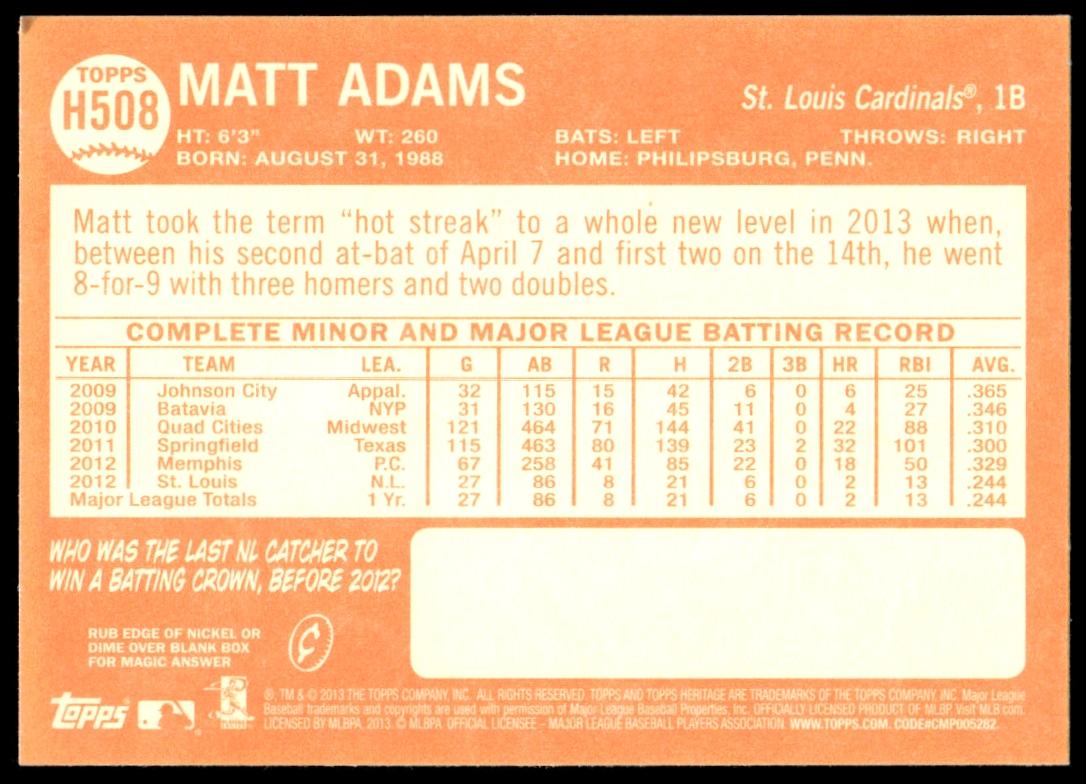 TOPPS
H508
MATT ADAMS
St. Louis Cardinals®, 1B
HT: 6'3" WT: 260 BATS: LEFT THROWS: RIGHT
BORN: AUGUST 31, 1988 HOME: PHILIPSBURG, PENN.
Matt took the term “hot streak” to a whole new level in 2013 when,
between his second at-bat of April 7 and first two on the 14th, he went
8-for-9 with three homers and two doubles.
COMPLETE MINOR AND MAJOR LEAGUE BATTING RECORD
YEAR TEAM LEA. G AB R H 2B 3B HR RBI AVG.
2009 Johnson City Appal. 32 115 15 42 6 0 6 25 .365
2009 Batavia NYP 31 130 16 45 11 0 4 27 .346
2010 Quad Cities Midwest 121 464 71 144 41 0 22 88 .310
2011 Springfield Texas 115 463 80 139 23 2 32 101 .300
2012 Memphis P.C. 67 258 41 85 22 0 18 50 .329
2012 St. Louis N.L. 27 86 8 21 6 0 2 13 .244
Major League Totals 1 Yr. 27 86 8 21 6 0 2 13 .244
WHO WAS THE LAST NL CATCHER TO
WIN A BATTING CROWN, BEFORE 2012?
RUB EDGE OF NICKEL OR
DIME OVER BLANK BOX
FOR MAGIC ANSWER
Topps
®, TM & © 2013 THE TOPPS COMPANY, INC. ALL RIGHTS RESERVED. TOPPS AND TOPPS HERITAGE ARE TRADEMARKS OF THE TOPPS COMPANY, INC. Major League
Baseball trademarks and copyrights are used with permission of Major League Baseball Properties, Inc. OFFICIALLY LICENSED PRODUCT OF MLBP. Visit MLB.com.
LICENSED BY MLBPA, 2013. © MLBPA. OFFICIAL LICENSEE – MAJOR LEAGUE BASEBALL PLAYERS ASSOCIATION. WWW.TOPPS.COM. CODE#CMP005282.